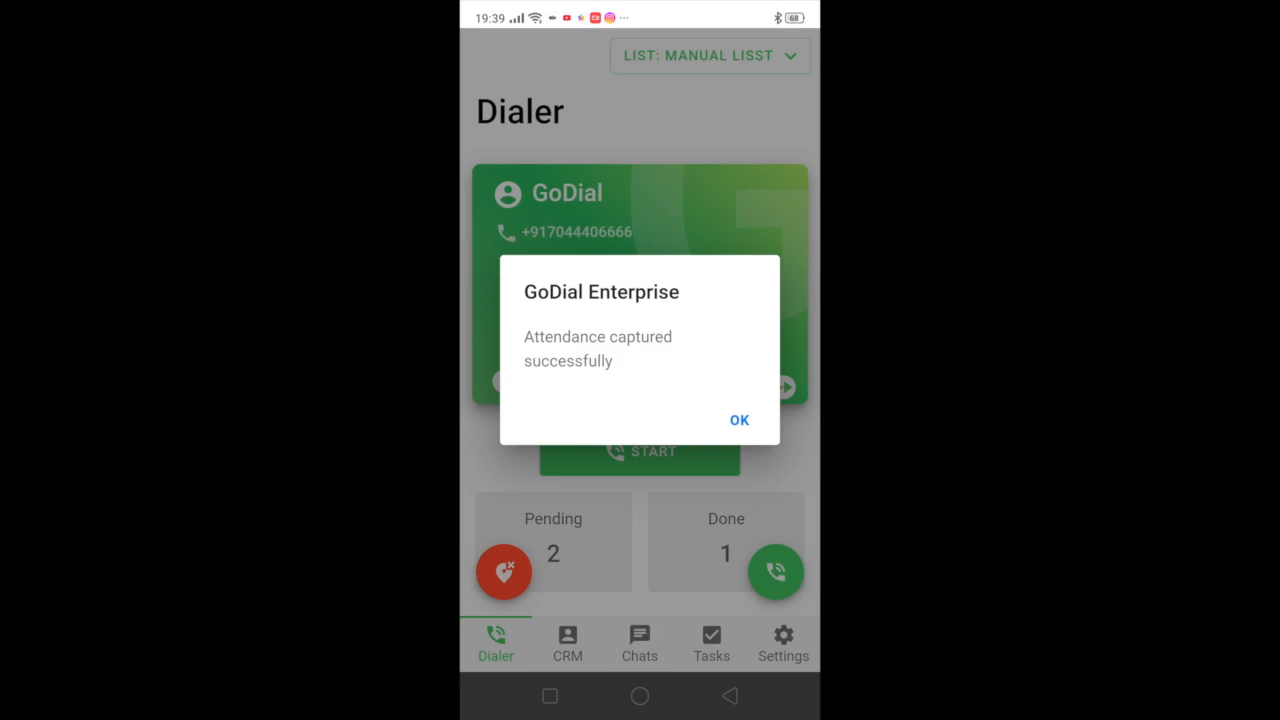 19:39
68
LIST: MANUAL LISST
Dialer
GoDial
+917044406666
GoDial Enterprise
Attendance captured
successfully
OK
START
Pending
Done
2
1
Dialer
CRM
Chats
Tasks
Settings